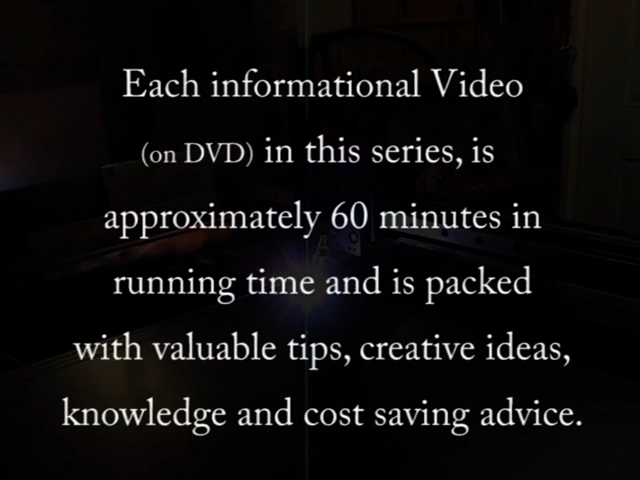 Each informational Video
(on DVD) in this series, is
approximately 60 minutes in
running time and is packed
with valuable tips, creative ideas,
knowledge and cost saving advice.